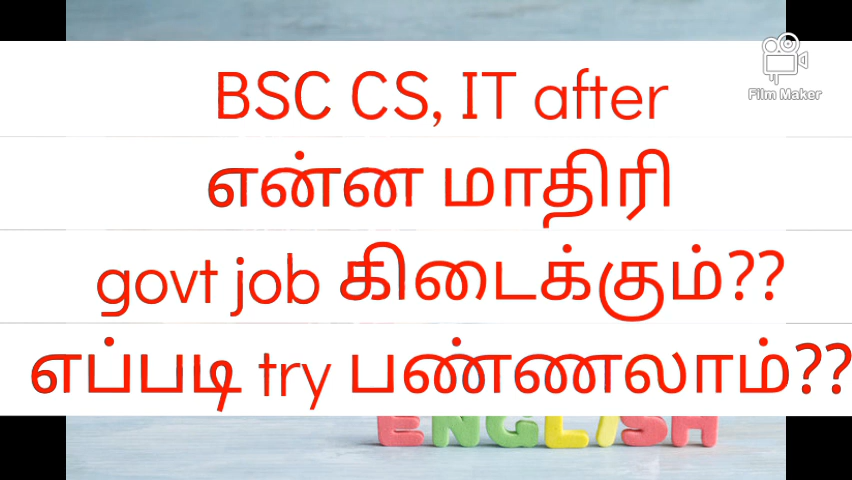 Film Maker
BSC CS, IT after
என்ன மாதிரி
govt job கிடைக்கும்??
எப்படி try பண்ணலாம்??
ENGLISH